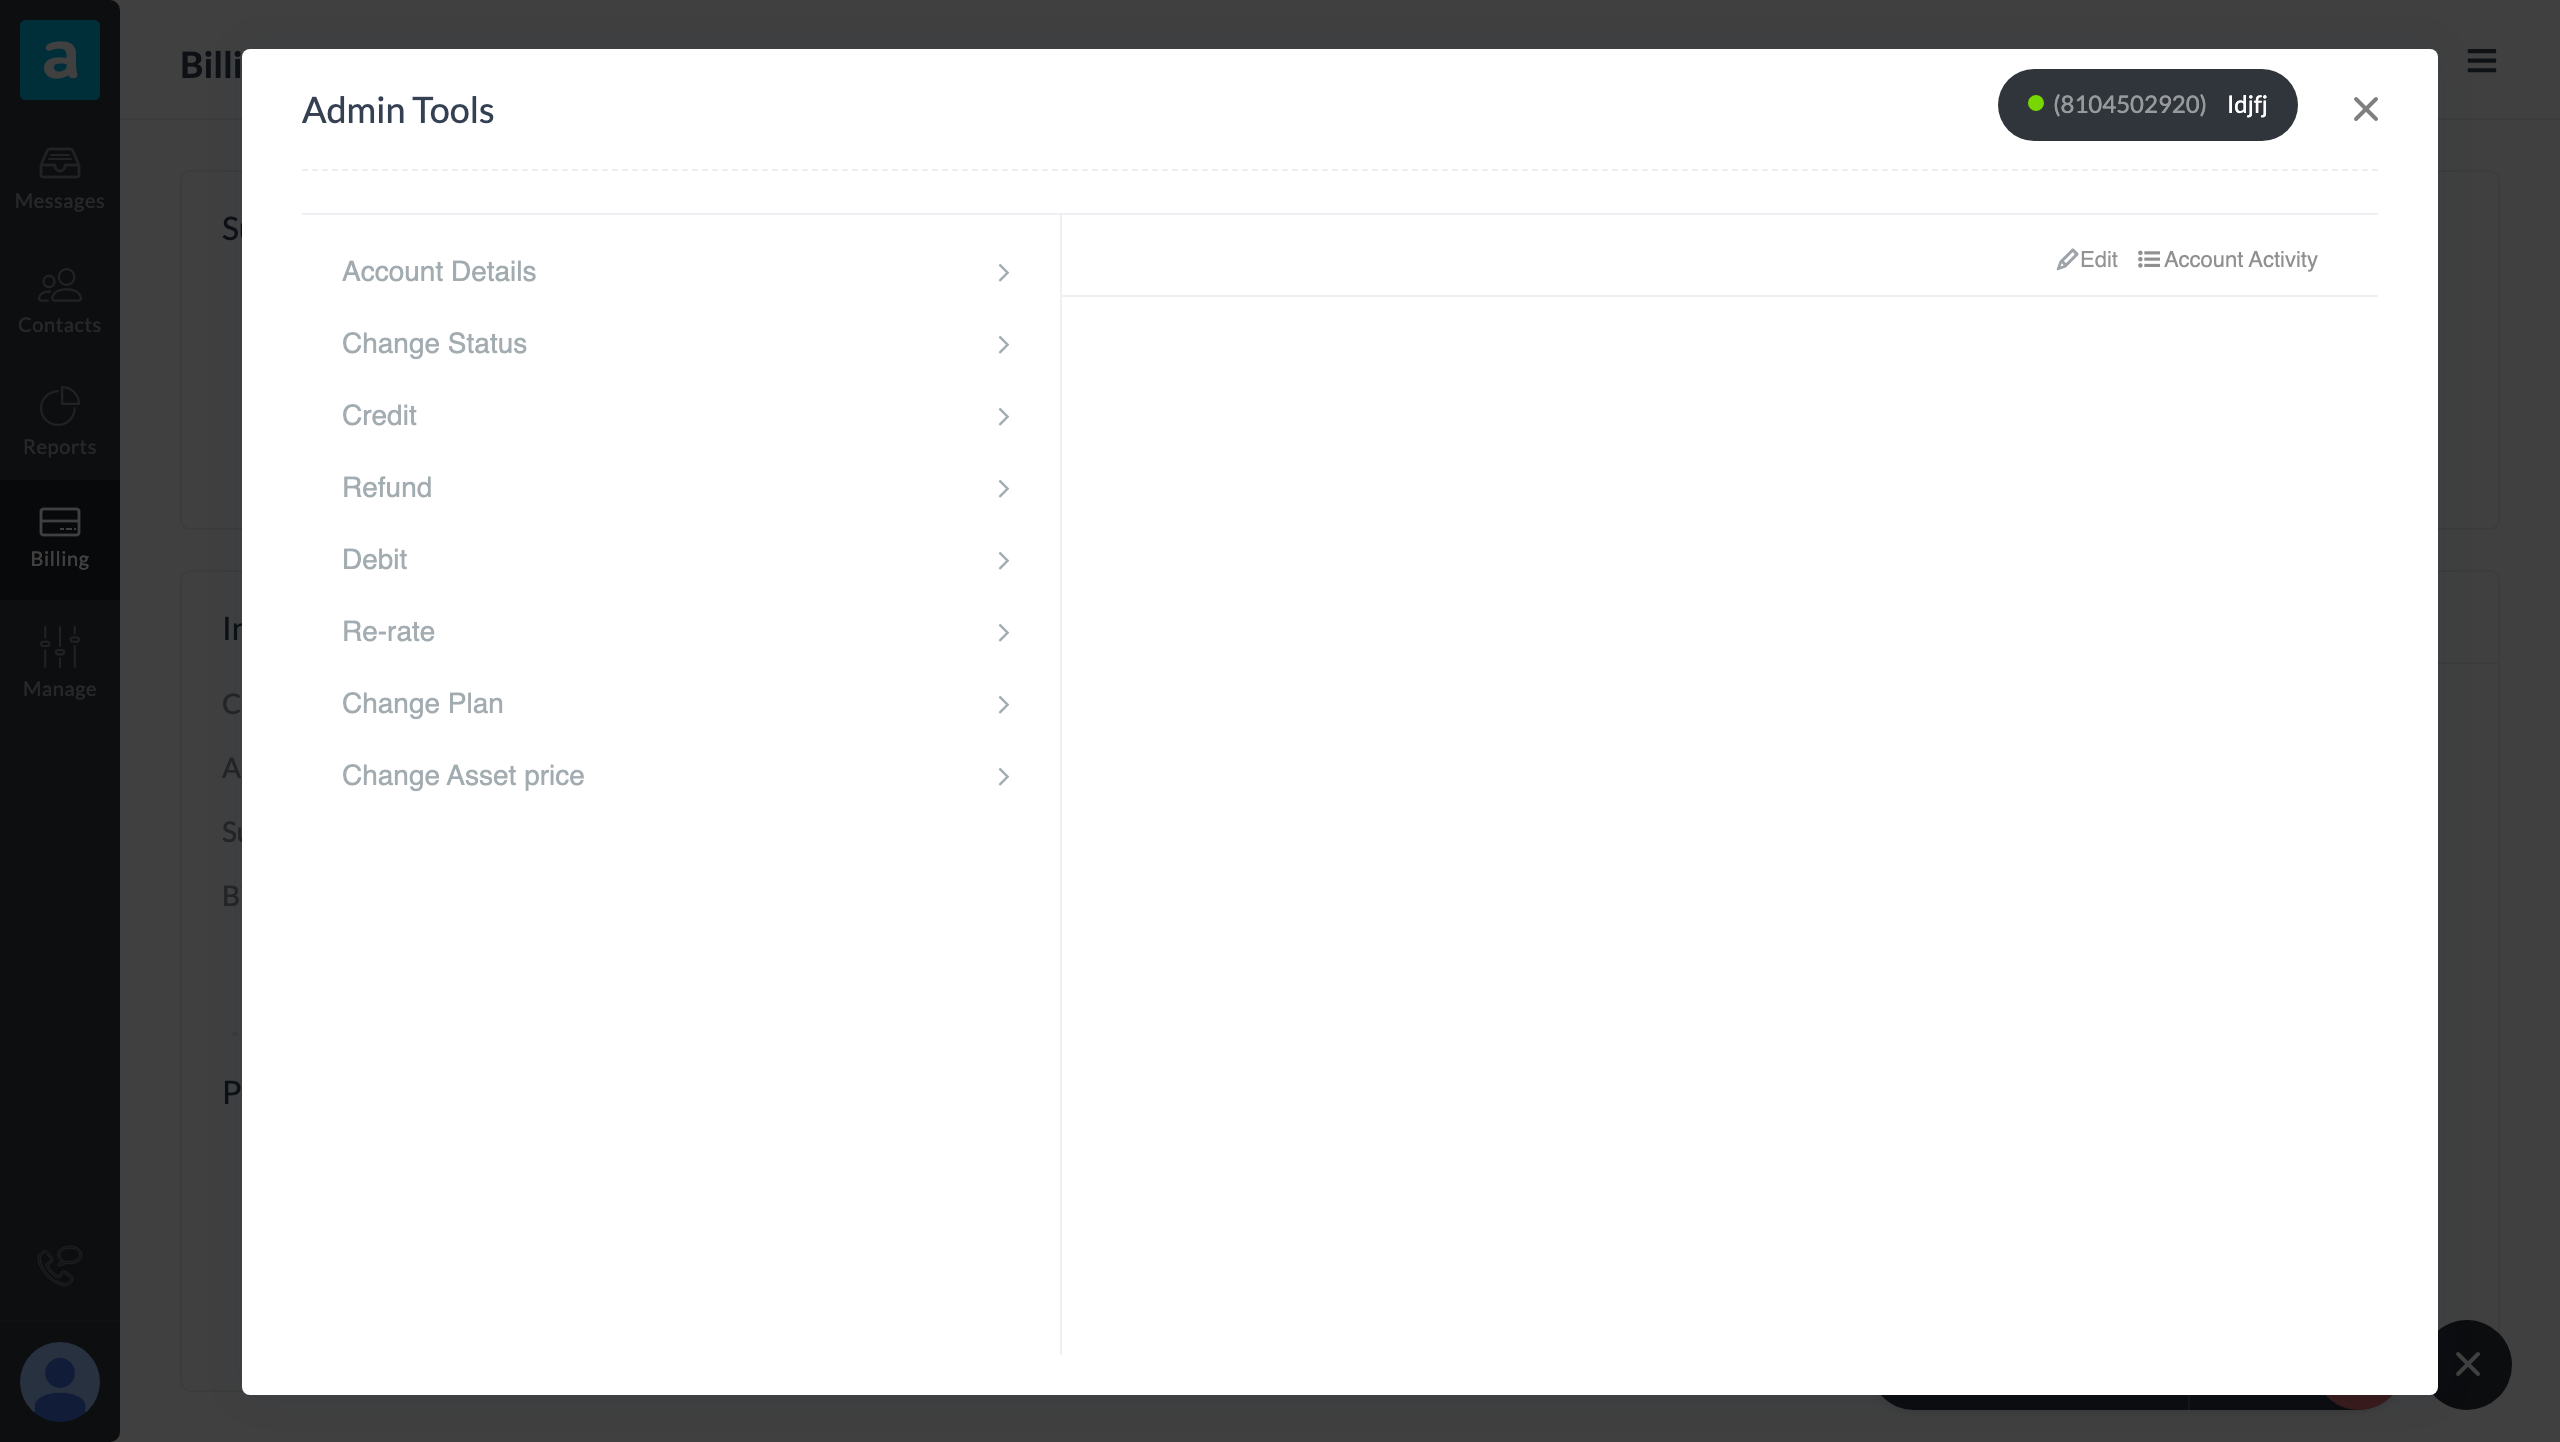 a
Messages
Contacts
Reports
Billing
Manage
Billi
Admin Tools
(8104502920) Idjfj
Account Details
Change Status
Credit
Refund
Debit
Re-rate
Change Plan
Change Asset price
Edit
Account Activity